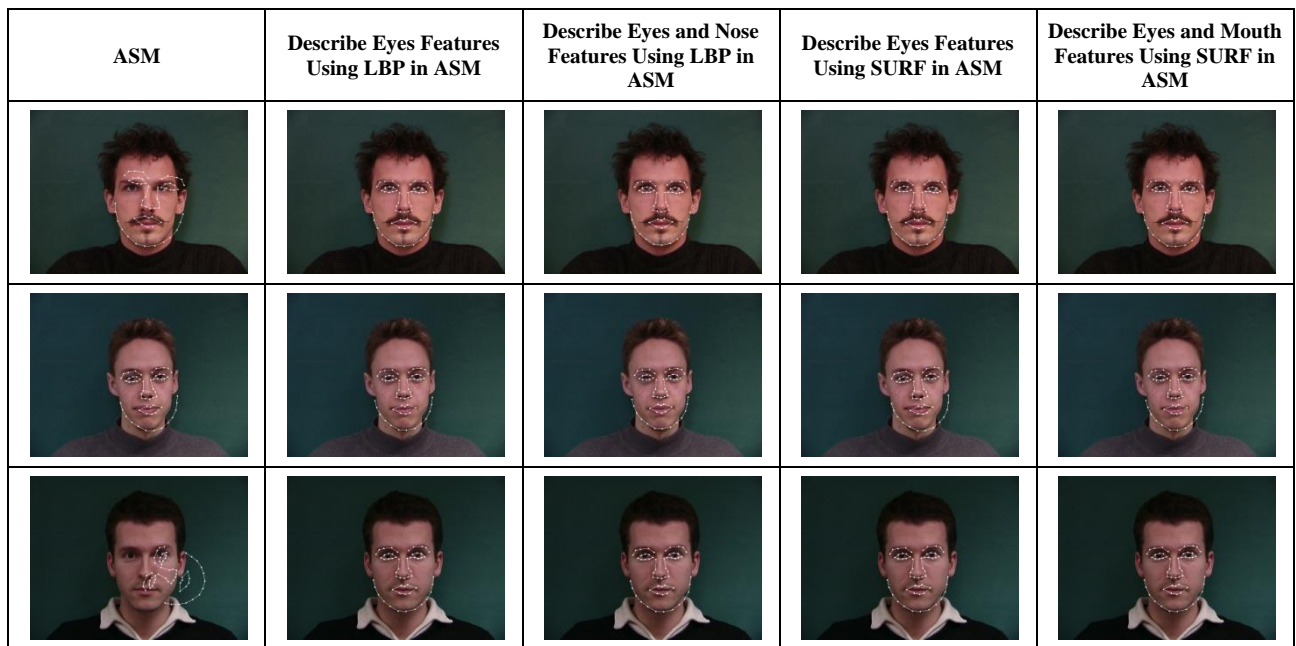 ASM
Describe Eyes Features
Using LBP in ASM
Describe Eyes and Nose
Features Using LBP in
ASM
Describe Eyes Features
Using SURF in ASM
Describe Eyes and Mouth
Features Using SURF in
ASM